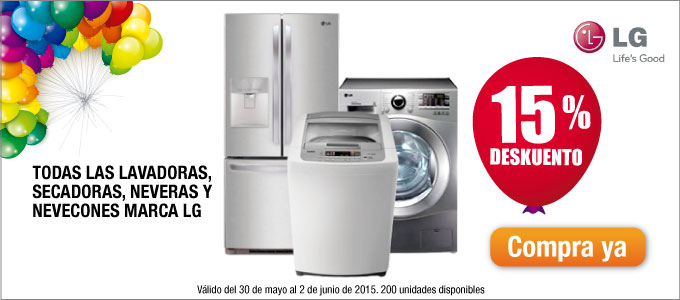 LG
Life's Good
15%
DESKUENTO
TODAS LAS LAVADORAS,
SECADORAS, NEVERAS Y
NEVECONES MARCA LG
Compra ya
Válido del 30 de mayo al 2 de junio de 2015. 200 unidades disponibles